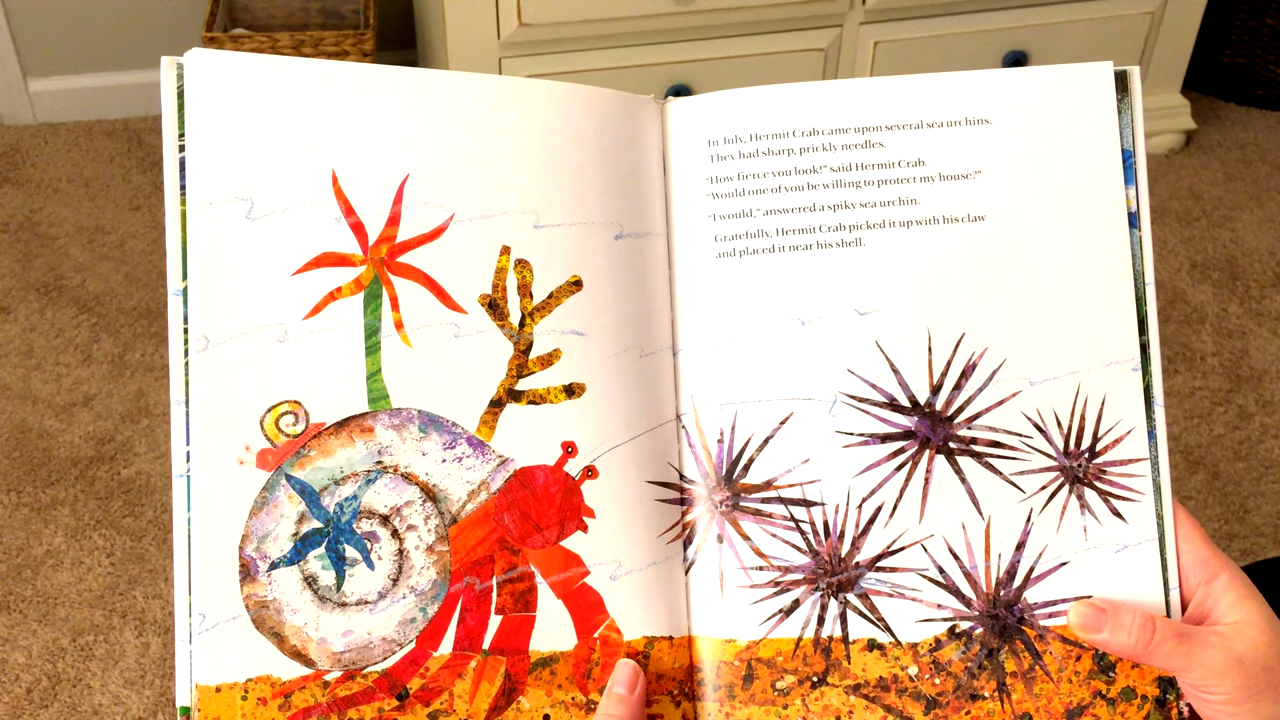 In July, Hermit Crab came upon several sea urchins.
They had sharp, prickly needles.
"How fierce you look!" said Hermit Crab.
"Would one of you be willing to protect my house?"
"I would," answered a spiky sea urchin.
Gratefully, Hermit Crab picked it up with his claw
and placed it near his shell.